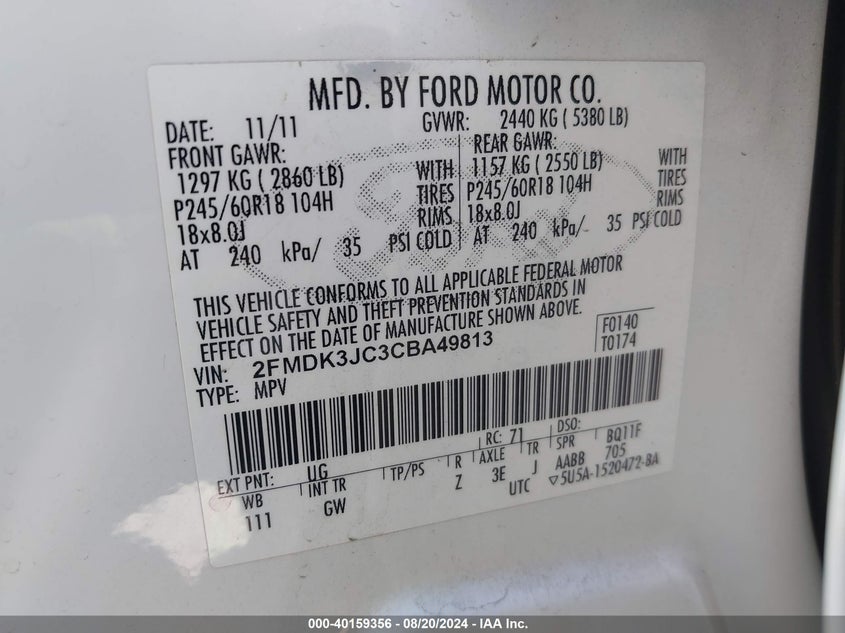 MFD. BY FORD MOTOR CO.
DATE: 11/11 GVWR: 2440 KG ( 5380 LB)
FRONT GAWR: REAR GAWR:
1297 KG ( 2860 LB) WITH 1157 KG ( 2550 LB) WITH
P245/60R18 104H TIRES P245/60R18 104H TIRES
18x8.0J RIMS 18x8.0J RIMS
AT 240 kPa/ 35 PSI COLD AT 240 kPa/ 35 PSI COLD
THIS VEHICLE CONFORMS TO ALL APPLICABLE FEDERAL MOTOR
VEHICLE SAFETY AND THEFT PREVENTION STANDARDS IN
EFFECT ON THE DATE OF MANUFACTURE SHOWN ABOVE.
VIN: 2FMDK3JC3CBA49813 F0140
TYPE: MPV T0174
EXT PNT: UG RC: 71 DSO:
WB INT TR TP/PS R AXLE TR SPR BQ11F
111 GW Z 3E J AABB 705
UTC ▽5U5A-1520472-BA
000-40159356 - 08/20/2024 - IAA Inc.